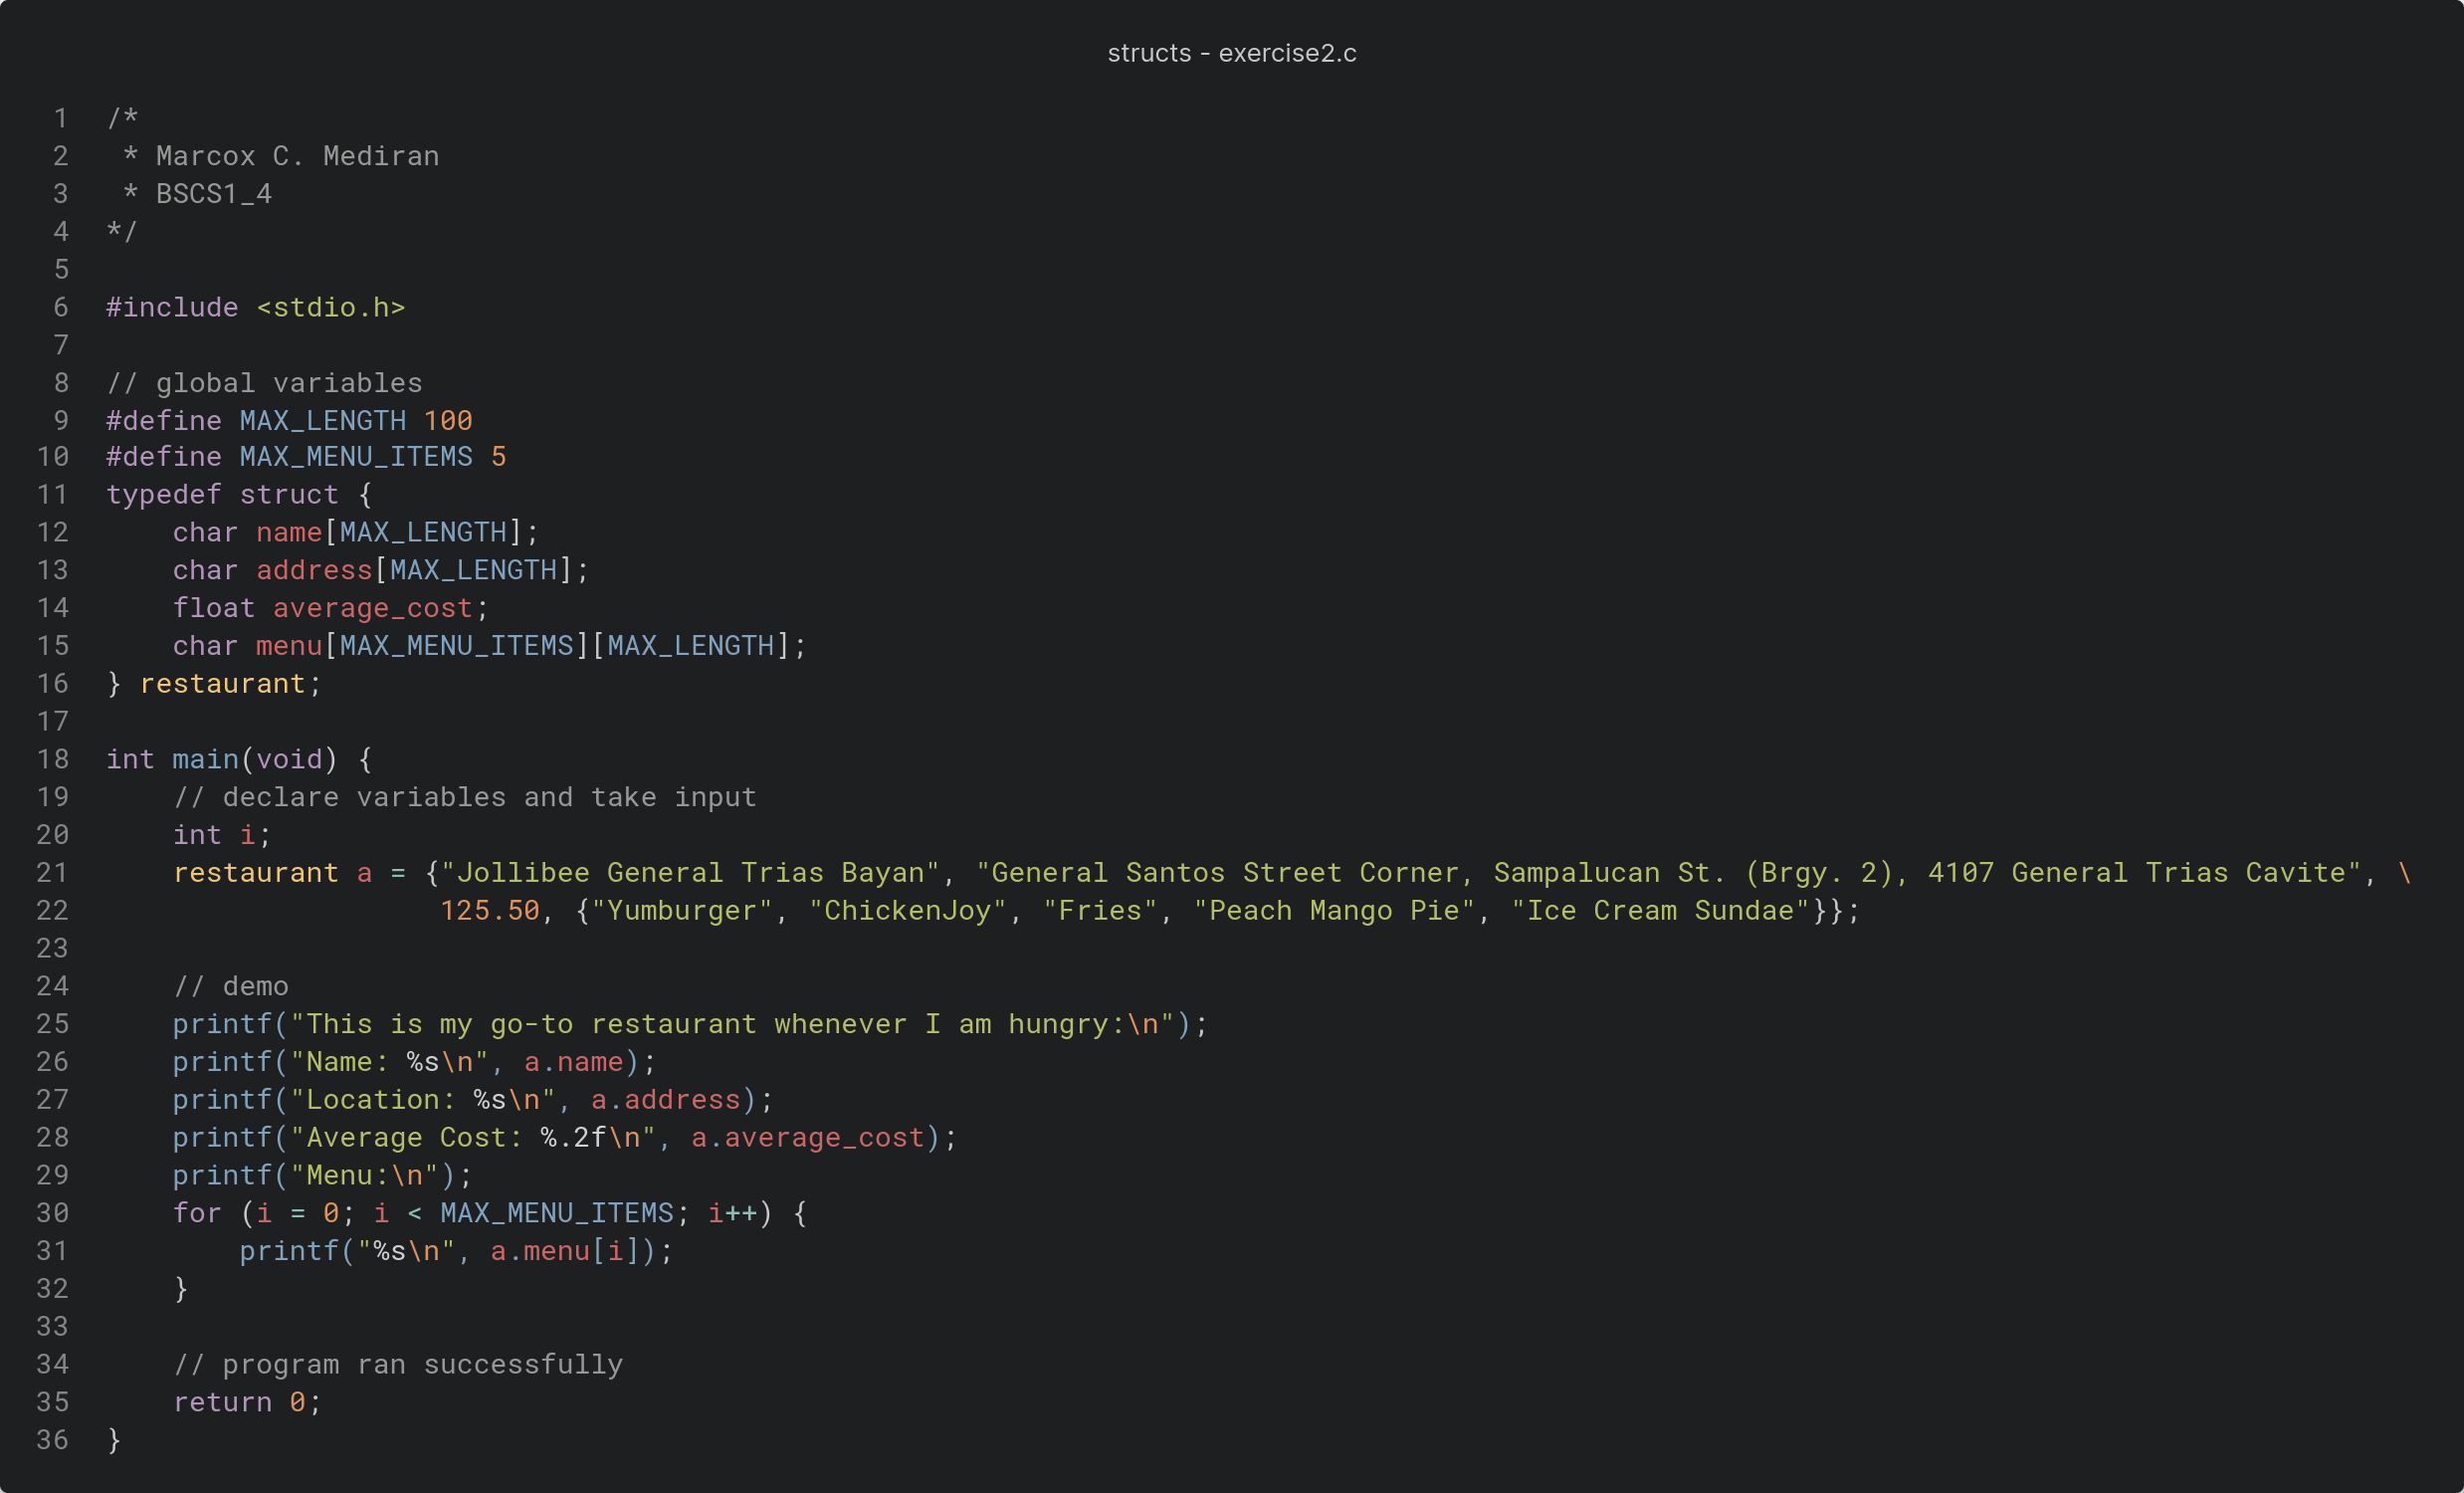 structs - exercise2.c
1 /*
2  * Marcox C. Mediran
3  * BSCS1_4
4 */
5
6 #include <stdio.h>
7
8 // global variables
9 #define MAX_LENGTH 100
10 #define MAX_MENU_ITEMS 5
11 typedef struct {
12     char name[MAX_LENGTH];
13     char address[MAX_LENGTH];
14     float average_cost;
15     char menu[MAX_MENU_ITEMS][MAX_LENGTH];
16 } restaurant;
17
18 int main(void) {
19     // declare variables and take input
20     int i;
21     restaurant a = {"Jollibee General Trias Bayan", "General Santos Street Corner, Sampalucan St. (Brgy. 2), 4107 General Trias Cavite", \
22                     125.50, {"Yumburger", "ChickenJoy", "Fries", "Peach Mango Pie", "Ice Cream Sundae"}};
23
24     // demo
25     printf("This is my go-to restaurant whenever I am hungry:\n");
26     printf("Name: %s\n", a.name);
27     printf("Location: %s\n", a.address);
28     printf("Average Cost: %.2f\n", a.average_cost);
29     printf("Menu:\n");
30     for (i = 0; i < MAX_MENU_ITEMS; i++) {
31         printf("%s\n", a.menu[i]);
32     }
33
34     // program ran successfully
35     return 0;
36 }